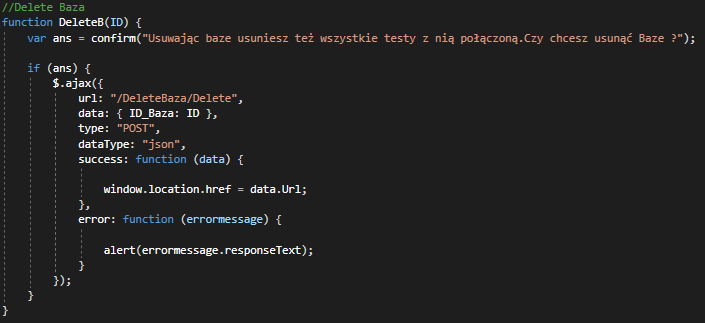 //Delete Baza
function DeleteB(ID) {
var ans = confirm("Usuwając baze usuniesz też wszystkie testy z nią połączoną.Czy chcesz usunąć Baze ?");
if (ans) {
$.ajax({
url: "/DeleteBaza/Delete",
data: { ID_Baza: ID },
type: "POST",
dataType: "json",
success: function (data) {
window.location.href = data.Url;
},
error: function (errormessage) {
alert(errormessage.responseText);
}
});
}
}